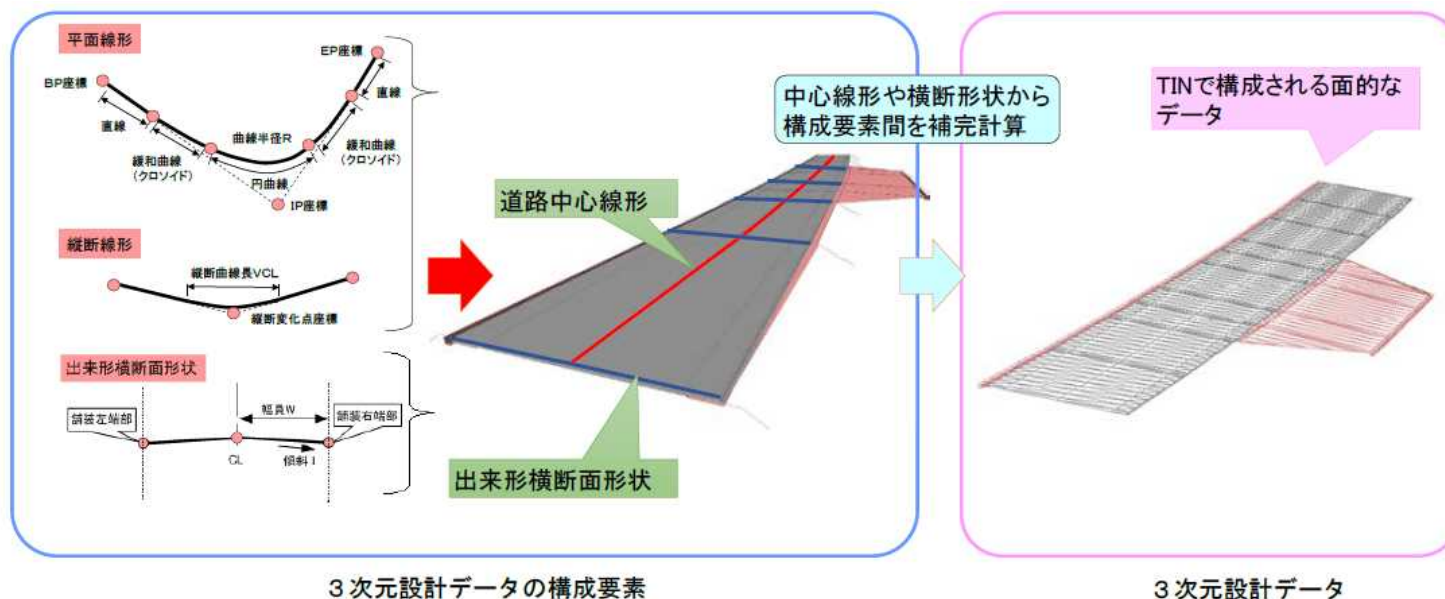 平面線形
BP座標
EP座標
直線
直線
曲線半径R
緩和曲線
(クロソイド)
緩和曲線
(クロソイド)
円曲線
IP座標
縦断線形
縦断曲線長VCL
縦断変化点座標
出来形横断面形状
幅員W
舗装左端部
舗装右端部
CL
傾斜 I
道路中心線形
出来形横断面形状
中心線形や横断形状から
構成要素間を補完計算
TINで構成される面的な
データ
3次元設計データの構成要素
3次元設計データ